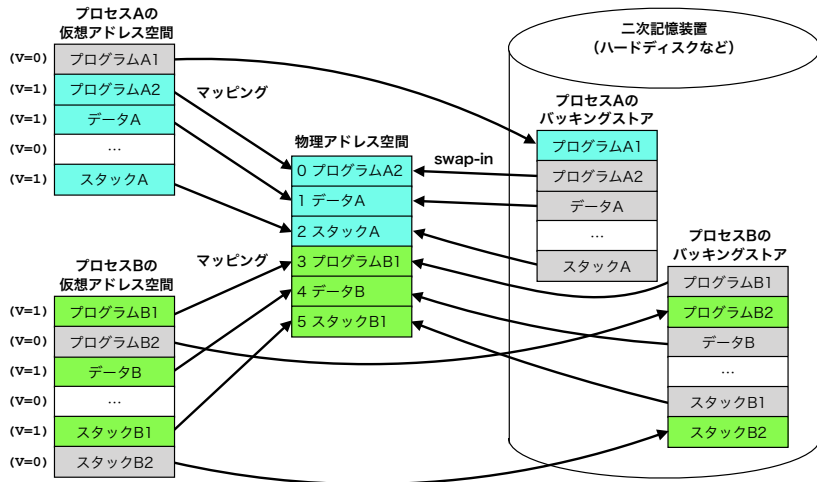 プロセスAの
仮想アドレス空間
(V=0) プログラムA1
(V=1) プログラムA2
(V=1) データA
(V=0) …
(V=1) スタックA
マッピング
プロセスBの
仮想アドレス空間
(V=1) プログラムB1
(V=0) プログラムB2
(V=1) データB
(V=0) …
(V=1) スタックB1
(V=0) スタックB2
マッピング
物理アドレス空間
0 プログラムA2
1 データA
2 スタックA
3 プログラムB1
4 データB
5 スタックB1
swap-in
二次記憶装置
(ハードディスクなど)
プロセスAの
バッキングストア
プログラムA1
プログラムA2
データA
…
スタックA
プロセスBの
バッキングストア
プログラムB1
プログラムB2
データB
…
スタックB1
スタックB2